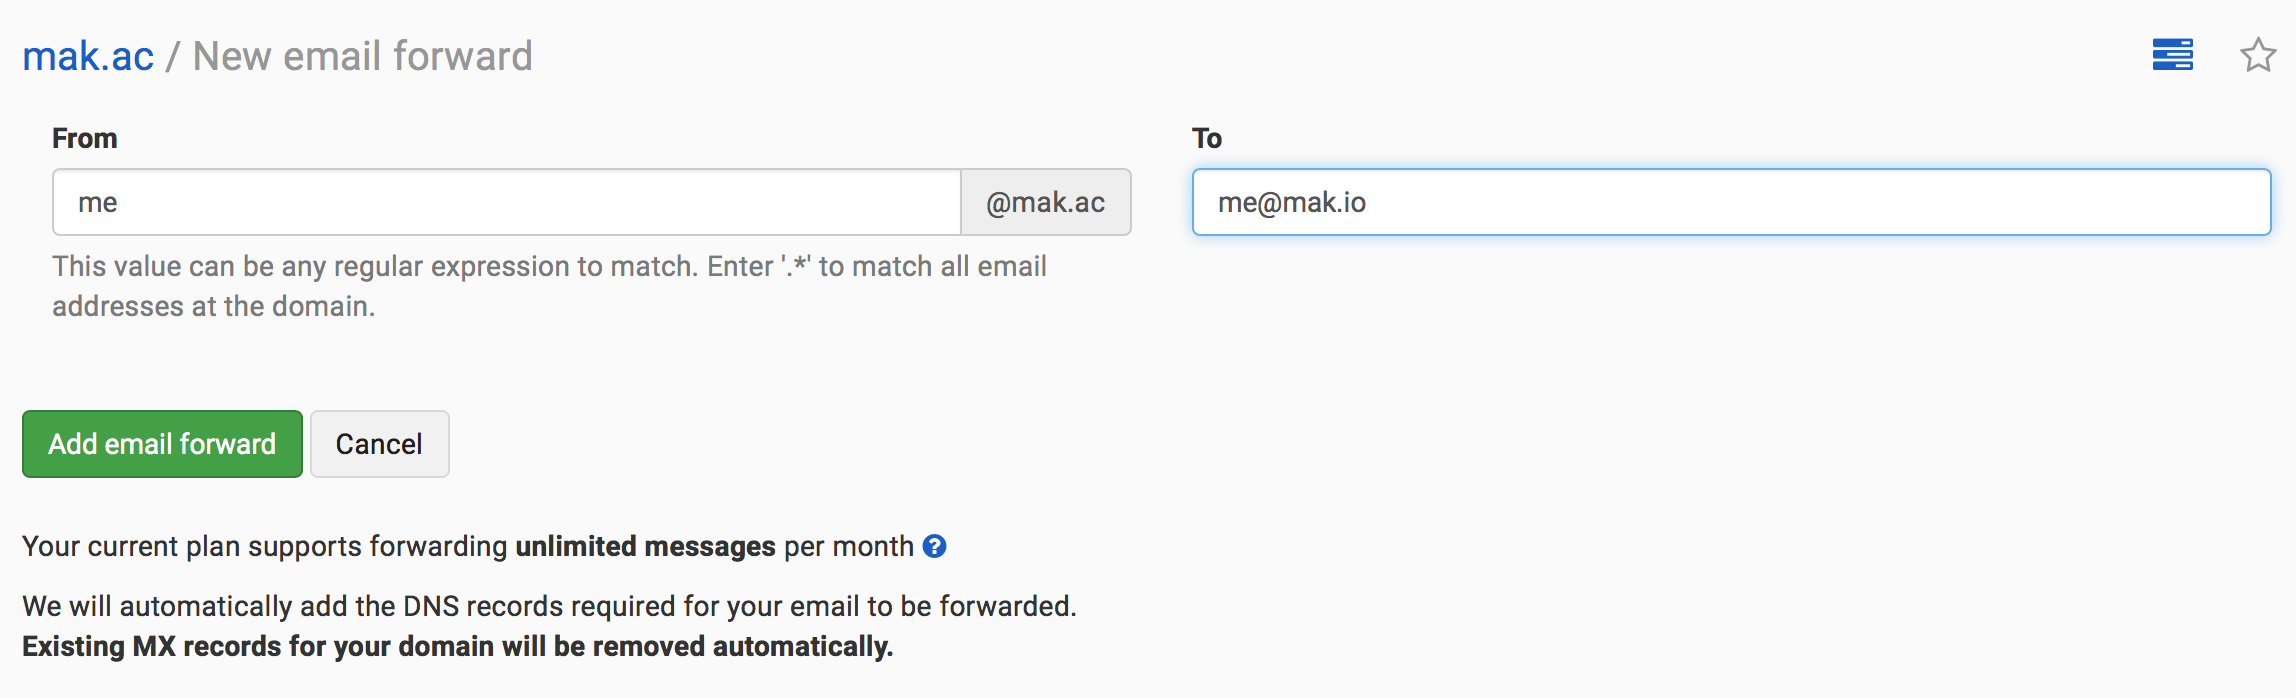 mak.ac / New email forward
From
To
me
@mak.ac
me@mak.io
This value can be any regular expression to match. Enter '.*' to match all email
addresses at the domain.
Add email forward
Cancel
Your current plan supports forwarding unlimited messages per month ?
We will automatically add the DNS records required for your email to be forwarded.
Existing MX records for your domain will be removed automatically.